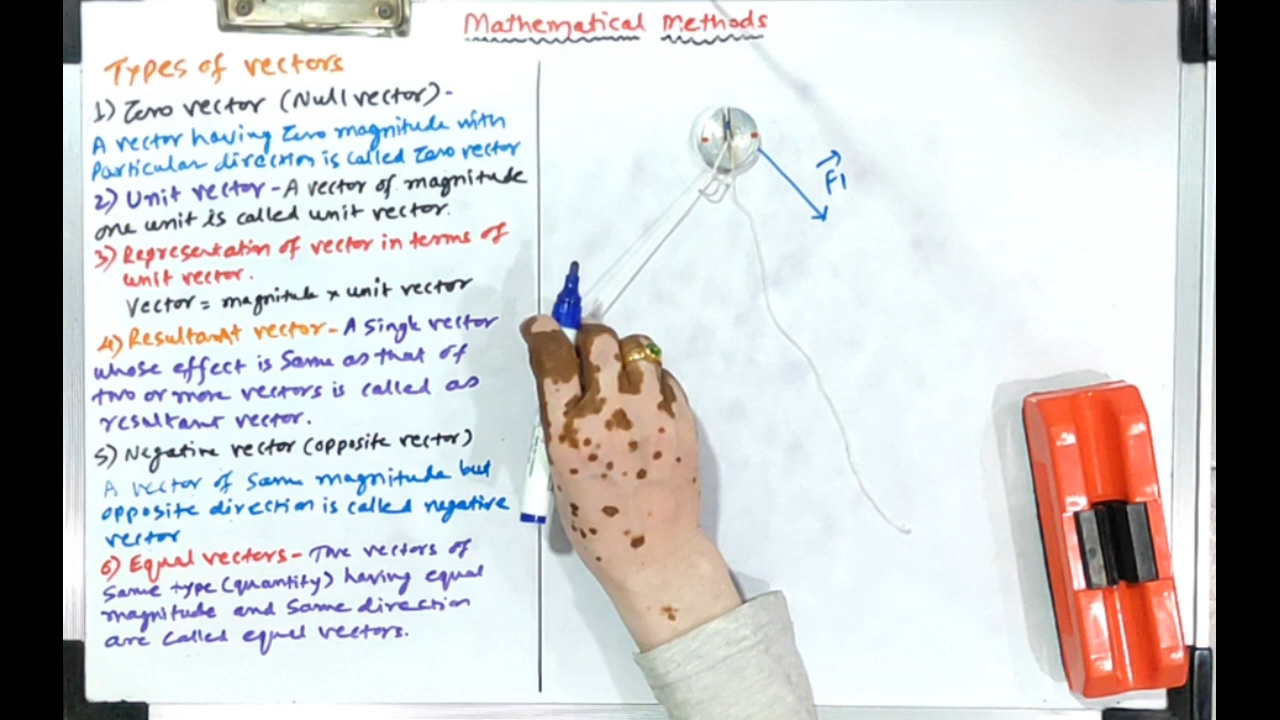 Mathematical Methods
Types of vectors
1) Zero vector (Null vector) -
A vector having Zero magnitude with
Particular direction is called Zero vector
2) Unit vector - A vector of magnitude
one unit is called unit vector.
3) Representation of vector in terms of
unit vector.
Vector = magnitude × unit vector
4) Resultant vector - A Single vector
whose effect is Same as that of
two or more vectors is called as
resultant vector.
5) Negative vector (opposite vector)
A vector of Same magnitude but
opposite direction is called negative
vector
6) Equal vectors - The vectors of
Same type (quantity) having equal
magnitude and Same direction
are called equal vectors.
F1